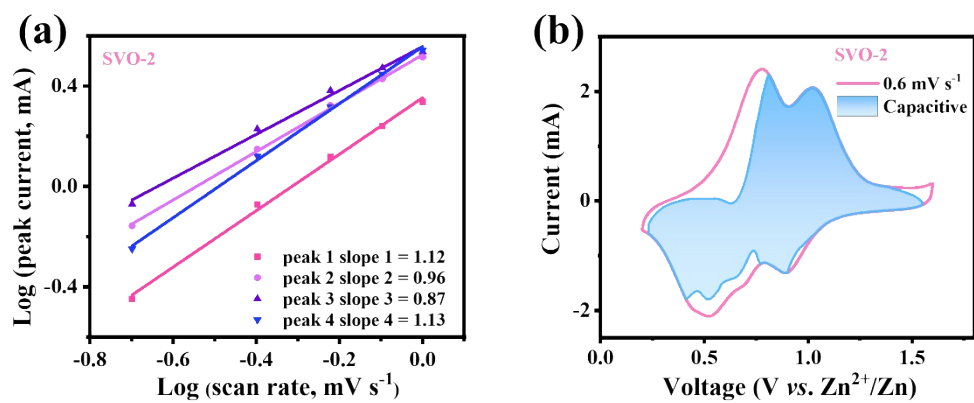 (a)
SVO-2
Log (peak current, mA)
0.4
0.0
-0.4
peak 1 slope 1 = 1.12
peak 2 slope 2 = 0.96
peak 3 slope 3 = 0.87
peak 4 slope 4 = 1.13
-0.8 -0.6 -0.4 -0.2 0.0
Log (scan rate, mV s⁻¹)
(b)
SVO-2
0.6 mV s⁻¹
Capacitive
Current (mA)
2
0
-2
0.0 0.5 1.0 1.5
Voltage (V vs. Zn²⁺/Zn)